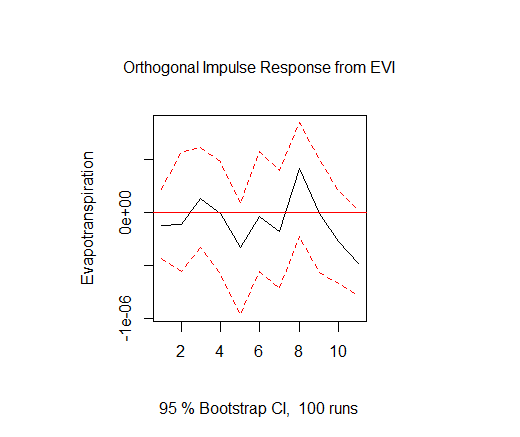 Orthogonal Impulse Response from EVI
Evapotranspiration
0e+00
-1e-06
2 4 6 8 10
95 % Bootstrap CI, 100 runs